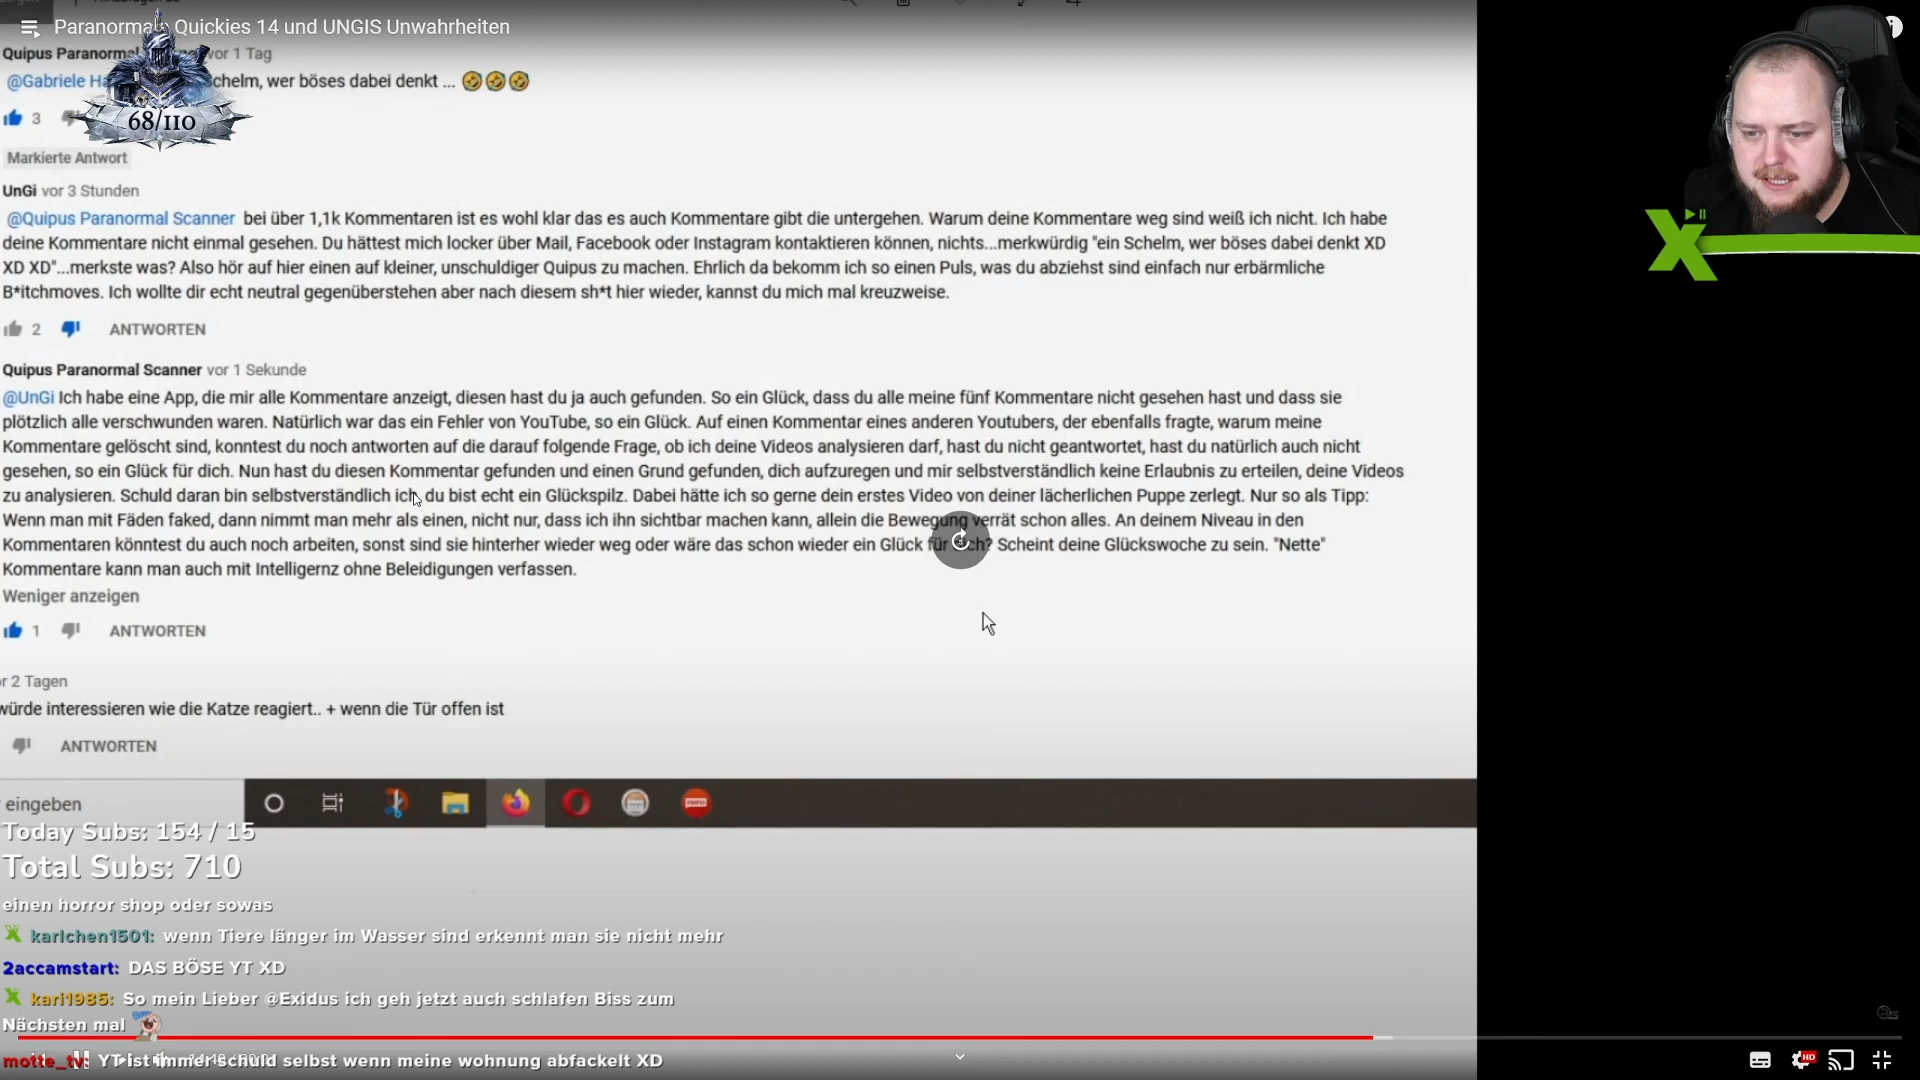 Paranormale Quickies 14 und UNGIS Unwahrheiten
Quipus Paranormal vor 1 Tag
@Gabriele Ha Schelm, wer böses dabei denkt ... 🤣🤣🤣
3
68/110
Markierte Antwort
UnGi vor 3 Stunden
@Quipus Paranormal Scanner bei über 1,1k Kommentaren ist es wohl klar das es auch Kommentare gibt die untergehen. Warum deine Kommentare weg sind weiß ich nicht. Ich habe
deine Kommentare nicht einmal gesehen. Du hättest mich locker über Mail, Facebook oder Instagram kontaktieren können, nichts...merkwürdig "ein Schelm, wer böses dabei denkt XD
XD XD"...merkste was? Also hör auf hier einen auf kleiner, unschuldiger Quipus zu machen. Ehrlich da bekomm ich so einen Puls, was du abziehst sind einfach nur erbärmliche
B*itchmoves. Ich wollte dir echt neutral gegenüberstehen aber nach diesem sh*t hier wieder, kannst du mich mal kreuzweise.
2 ANTWORTEN
Quipus Paranormal Scanner vor 1 Sekunde
@UnGi Ich habe eine App, die mir alle Kommentare anzeigt, diesen hast du ja auch gefunden. So ein Glück, dass du alle meine fünf Kommentare nicht gesehen hast und dass sie
plötzlich alle verschwunden waren. Natürlich war das ein Fehler von YouTube, so ein Glück. Auf einen Kommentar eines anderen Youtubers, der ebenfalls fragte, warum meine
Kommentare gelöscht sind, konntest du noch antworten auf die darauf folgende Frage, ob ich deine Videos analysieren darf, hast du nicht geantwortet, hast du natürlich auch nicht
gesehen, so ein Glück für dich. Nun hast du diesen Kommentar gefunden und einen Grund gefunden, dich aufzuregen und mir selbstverständlich keine Erlaubnis zu erteilen, deine Videos
zu analysieren. Schuld daran bin selbstverständlich ich, du bist echt ein Glückspilz. Dabei hätte ich so gerne dein erstes Video von deiner lächerlichen Puppe zerlegt. Nur so als Tipp:
Wenn man mit Fäden faked, dann nimmt man mehr als einen, nicht nur, dass ich ihn sichtbar machen kann, allein die Bewegung verrät schon alles. An deinem Niveau in den
Kommentaren könntest du auch noch arbeiten, sonst sind sie hinterher wieder weg oder wäre das schon wieder ein Glück für dich? Scheint deine Glückswoche zu sein. "Nette"
Kommentare kann man auch mit Intelligernz ohne Beleidigungen verfassen.
Weniger anzeigen
1 ANTWORTEN
r 2 Tagen
würde interessieren wie die Katze reagiert.. + wenn die Tür offen ist
ANTWORTEN
eingeben
Today Subs: 154 / 15
Total Subs: 710
einen horror shop oder sowas
karlchen1501: wenn Tiere länger im Wasser sind erkennt man sie nicht mehr
2accamstart: DAS BÖSE YT XD
kari1985: So mein Lieber @Exidus ich geh jetzt auch schlafen Biss zum
Nächsten mal
motte_tv: YT ist immer schuld selbst wenn meine wohnung abfackelt XD
HD